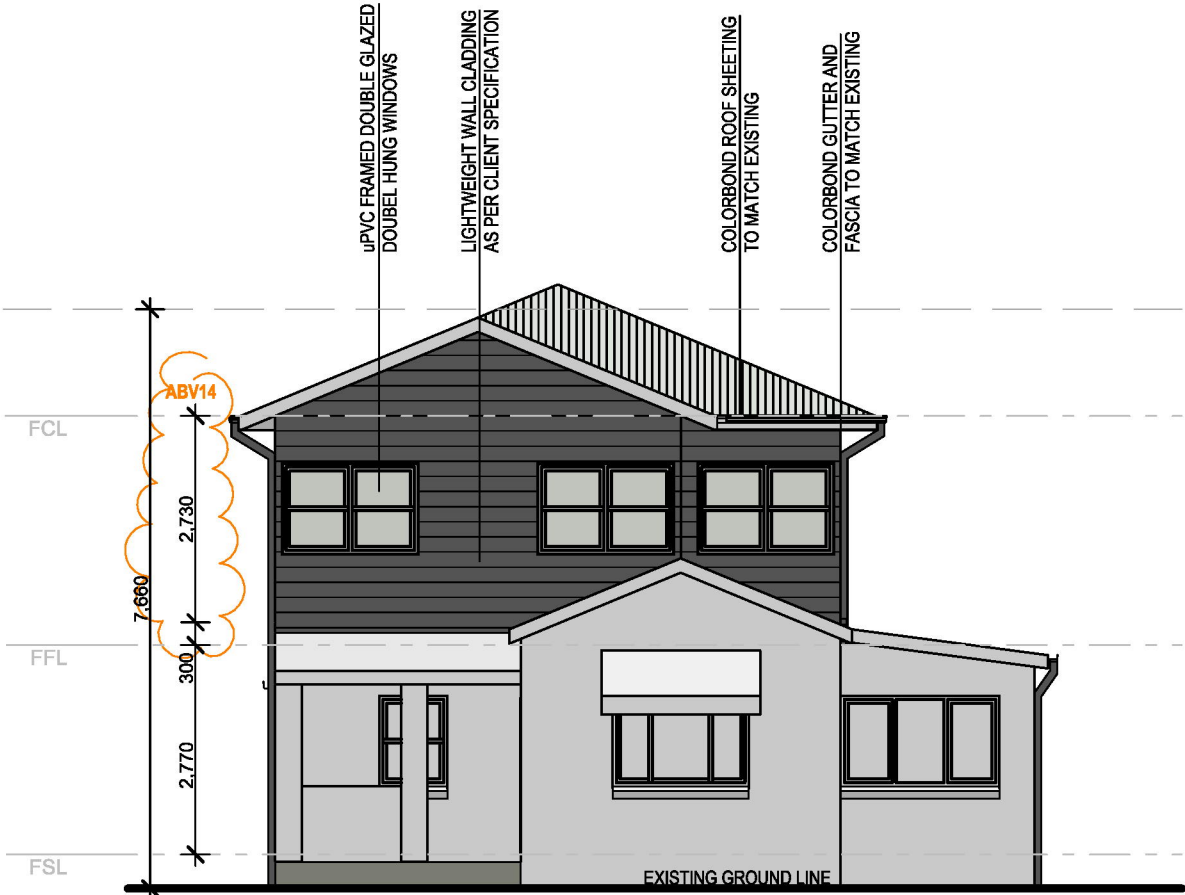 uPVC FRAMED DOUBLE GLAZED
DOUBEL HUNG WINDOWS
LIGHTWEIGHT WALL CLADDING
AS PER CLIENT SPECIFICATION
COLORBOND ROOF SHEETING
TO MATCH EXISTING
COLORBOND GUTTER AND
FASCIA TO MATCH EXISTING
ABV14
FCL
2,730
7,660
FFL
300
2,770
FSL
EXISTING GROUND LINE